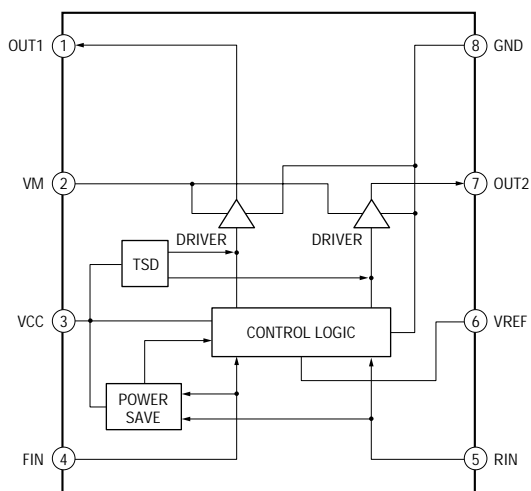 OUT1 1
8 GND
VM 2
7 OUT2
DRIVER
DRIVER
TSD
VCC 3
CONTROL LOGIC
6 VREF
POWER
SAVE
FIN 4
5 RIN